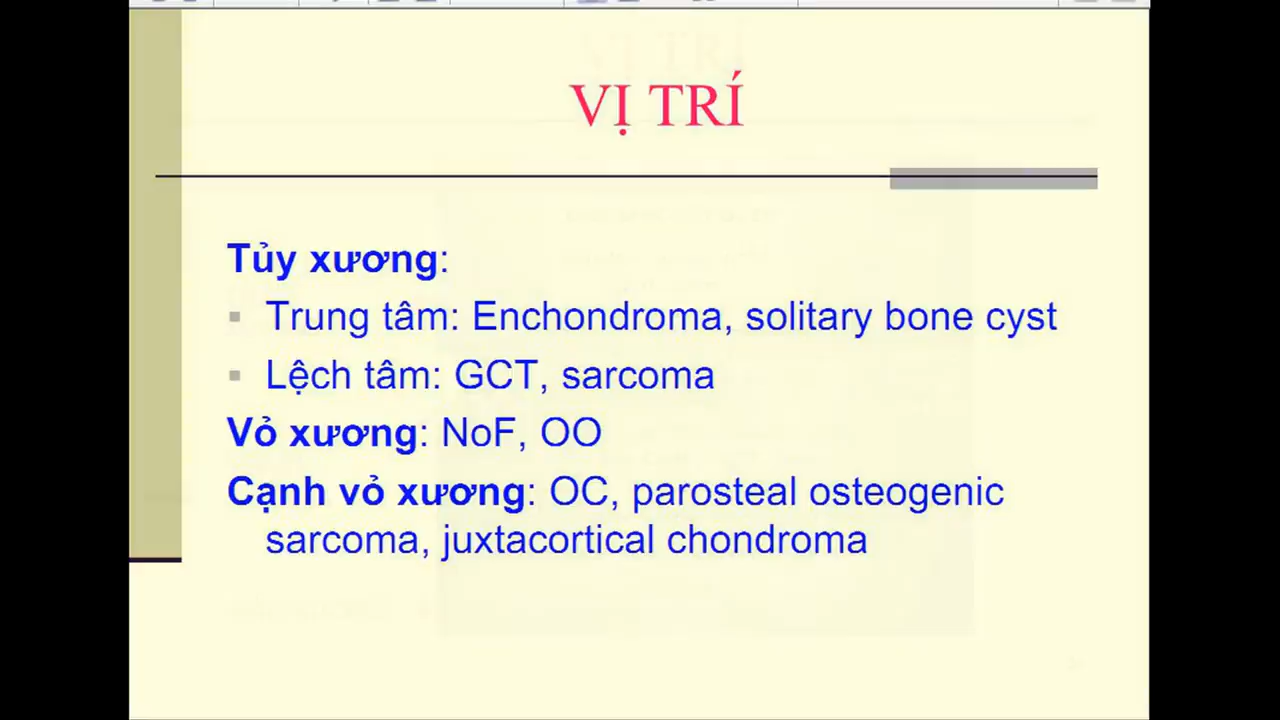 VỊ TRÍ
Tủy xương:
▪ Trung tâm: Enchondroma, solitary bone cyst
▪ Lệch tâm: GCT, sarcoma
Vỏ xương: NoF, OO
Cạnh vỏ xương: OC, parosteal osteogenic
sarcoma, juxtacortical chondroma